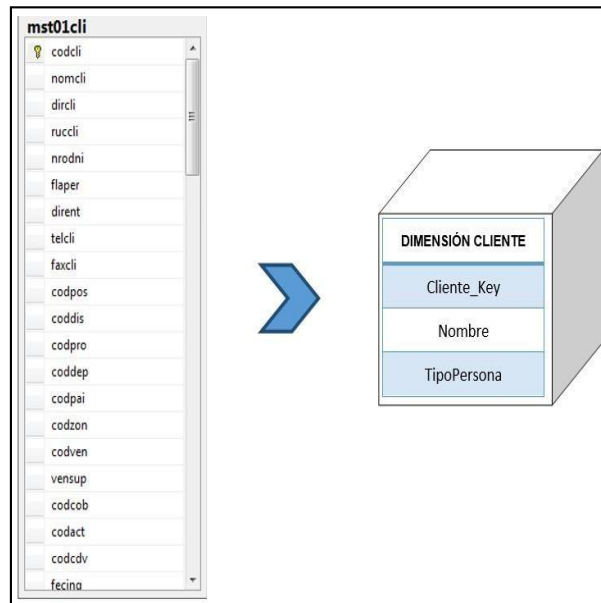 mst01cli
codcli
nomcli
dircli
ruccli
nrodni
flaper
dirent
telcli
faxcli
codpos
coddis
codpro
coddep
codpai
codzon
codven
vensup
codcob
codact
codcdv
fecing
DIMENSIÓN CLIENTE
Cliente_Key
Nombre
TipoPersona